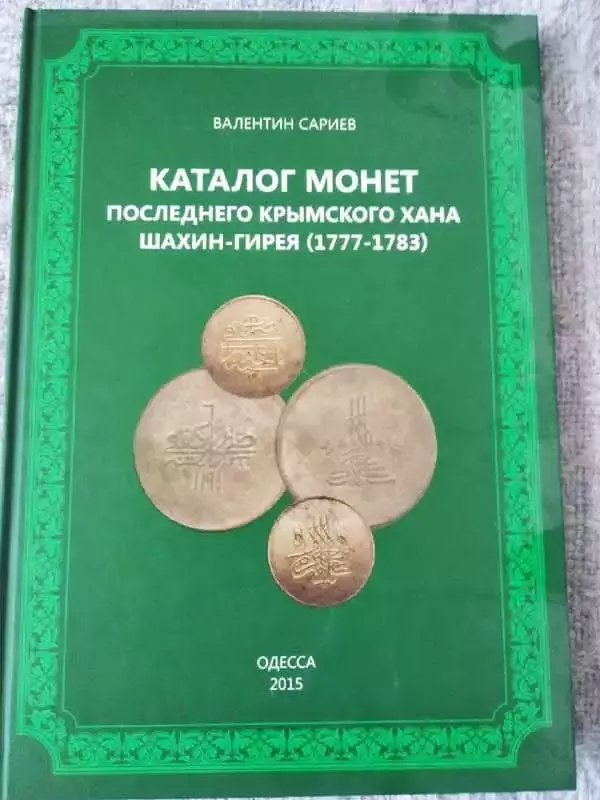 ВАЛЕНТИН САРИЕВ
КАТАЛОГ МОНЕТ
ПОСЛЕДНЕГО КРЫМСКОГО ХАНА
ШАХИН-ГИРЕЯ (1777-1783)
ОДЕССА
2015